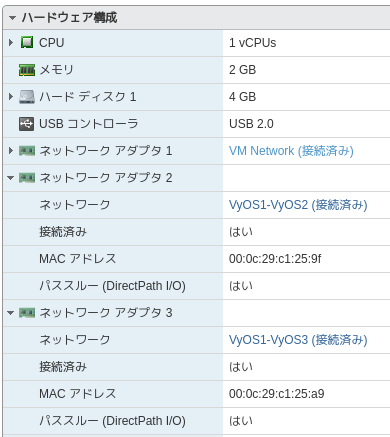 ハードウェア構成
CPU 1 vCPUs
メモリ 2 GB
ハード ディスク 1 4 GB
USB コントローラ USB 2.0
ネットワーク アダプタ 1 VM Network (接続済み)
ネットワーク アダプタ 2
ネットワーク VyOS1-VyOS2 (接続済み)
接続済み はい
MAC アドレス 00:0c:29:c1:25:9f
パススルー (DirectPath I/O) はい
ネットワーク アダプタ 3
ネットワーク VyOS1-VyOS3 (接続済み)
接続済み はい
MAC アドレス 00:0c:29:c1:25:a9
パススルー (DirectPath I/O) はい